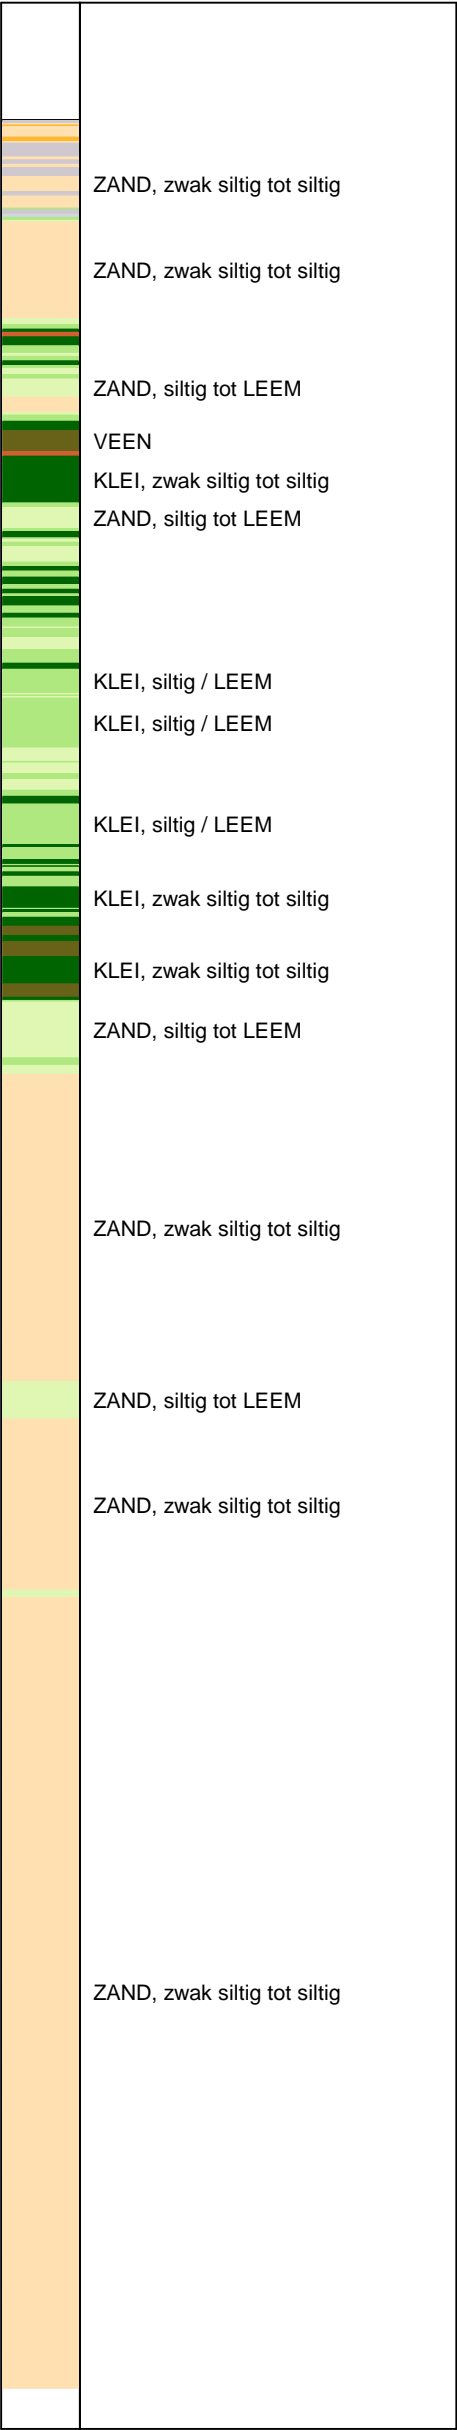 ZAND, zwak siltig tot siltig
ZAND, zwak siltig tot siltig
ZAND, siltig tot LEEM
VEEN
KLEI, zwak siltig tot siltig
ZAND, siltig tot LEEM
KLEI, siltig / LEEM
KLEI, siltig / LEEM
KLEI, siltig / LEEM
KLEI, zwak siltig tot siltig
KLEI, zwak siltig tot siltig
ZAND, siltig tot LEEM
ZAND, zwak siltig tot siltig
ZAND, siltig tot LEEM
ZAND, zwak siltig tot siltig
ZAND, zwak siltig tot siltig